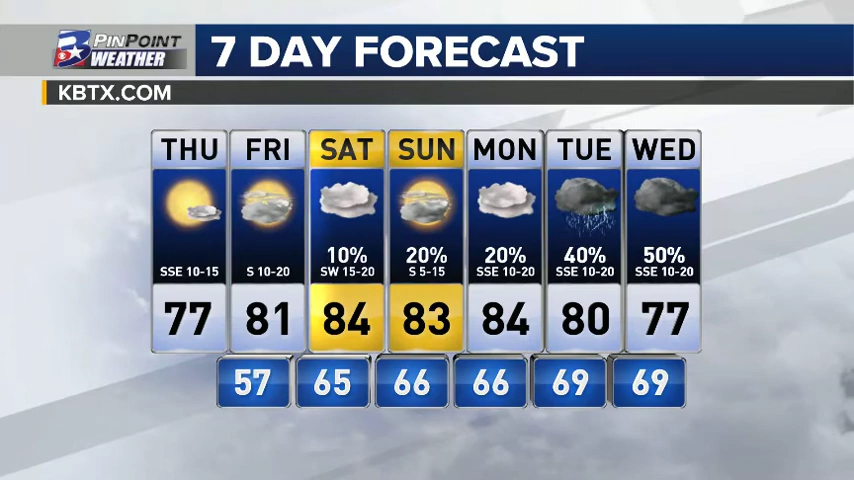 PINPOINT
WEATHER
7 DAY FORECAST
KBTX.COM
THU FRI SAT SUN MON TUE WED
10% 20% 20% 40% 50%
SSE 10-15 S 10-20 SW 15-20 S 5-15 SSE 10-20 SSE 10-20 SSE 10-20
77 81 84 83 84 80 77
57 65 66 66 69 69